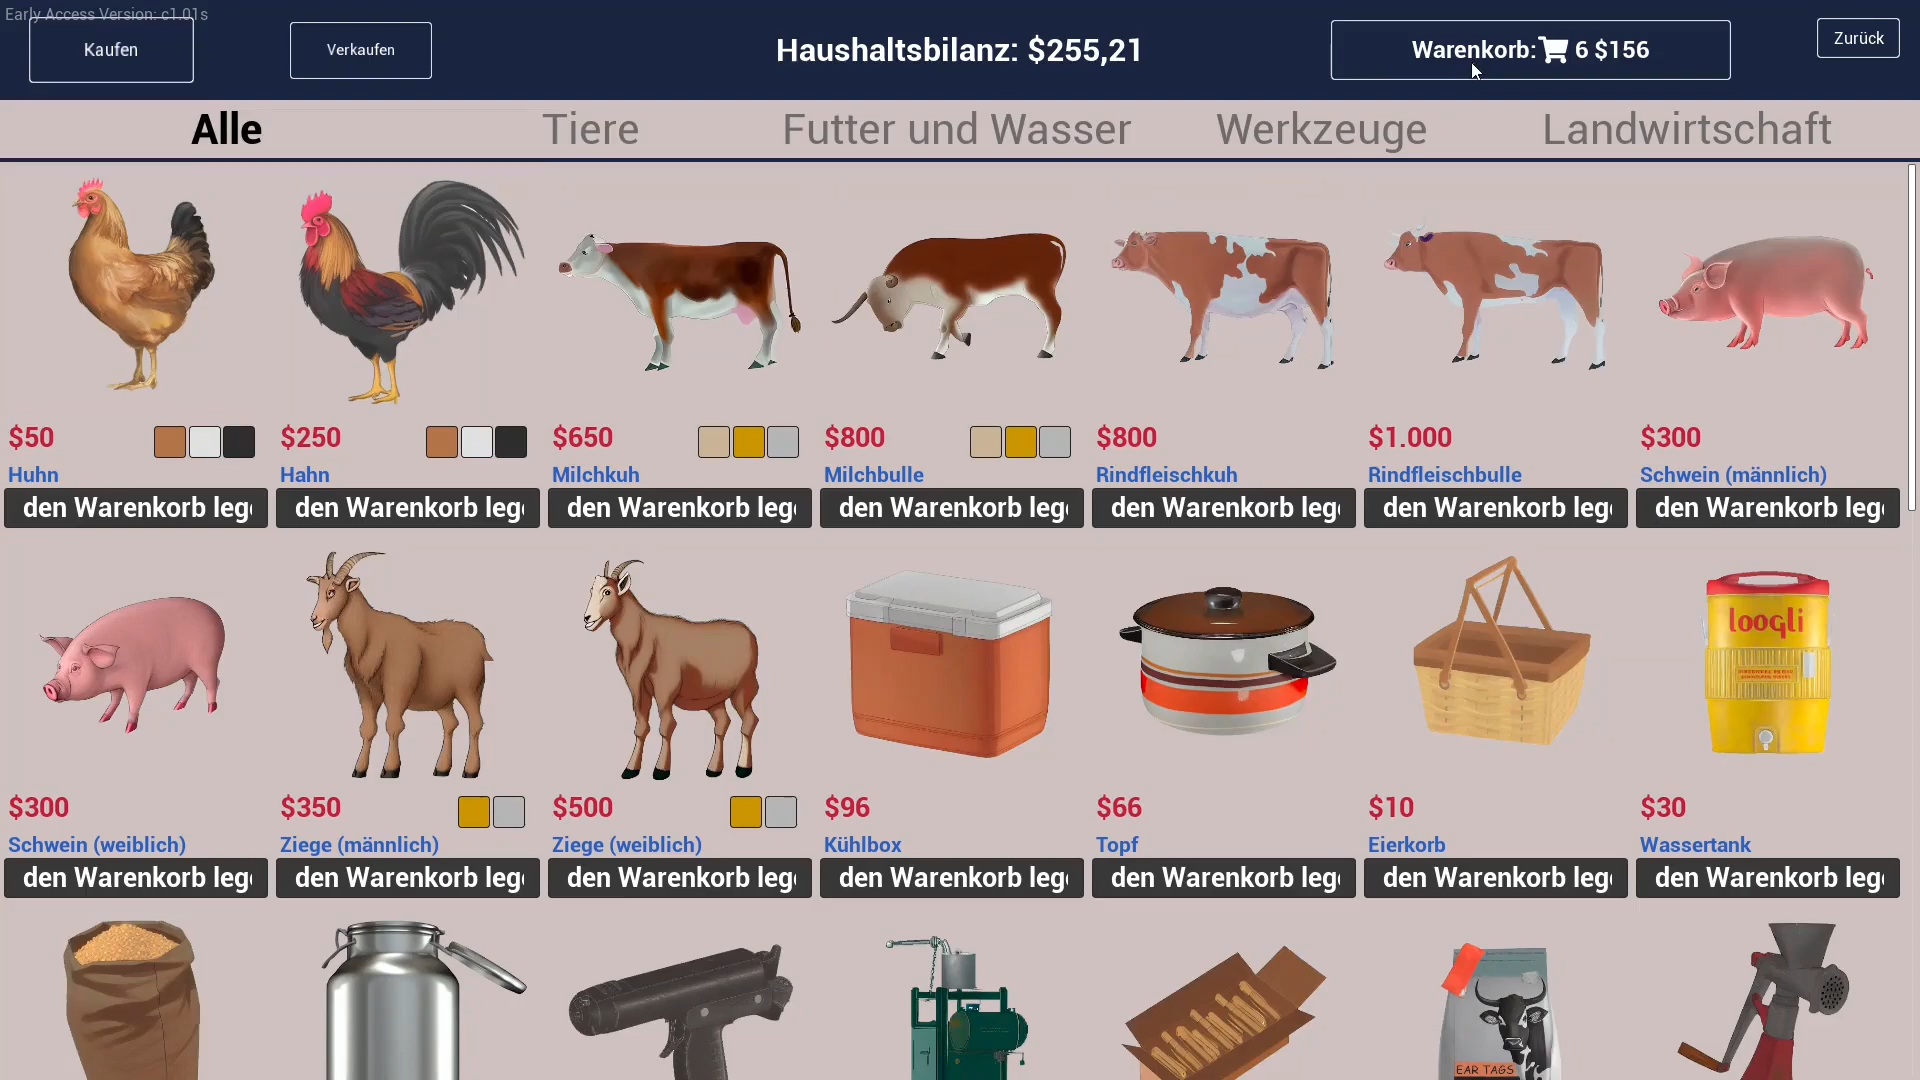 Early Access Version: c1.01s
Kaufen
Verkaufen
Haushaltsbilanz: $255,21
Warenkorb: 6 $156
Zurück
Alle
Tiere
Futter und Wasser
Werkzeuge
Landwirtschaft
$50
Huhn
den Warenkorb leg
$250
Hahn
den Warenkorb leg
$650
Milchkuh
den Warenkorb leg
$800
Milchbulle
den Warenkorb leg
$800
Rindfleischkuh
den Warenkorb leg
$1.000
Rindfleischbulle
den Warenkorb leg
$300
Schwein (männlich)
den Warenkorb leg
loogli
$300
Schwein (weiblich)
den Warenkorb leg
$350
Ziege (männlich)
den Warenkorb leg
$500
Ziege (weiblich)
den Warenkorb leg
$96
Kühlbox
den Warenkorb leg
$66
Topf
den Warenkorb leg
$10
Eierkorb
den Warenkorb leg
$30
Wassertank
den Warenkorb leg
EAR TAGS